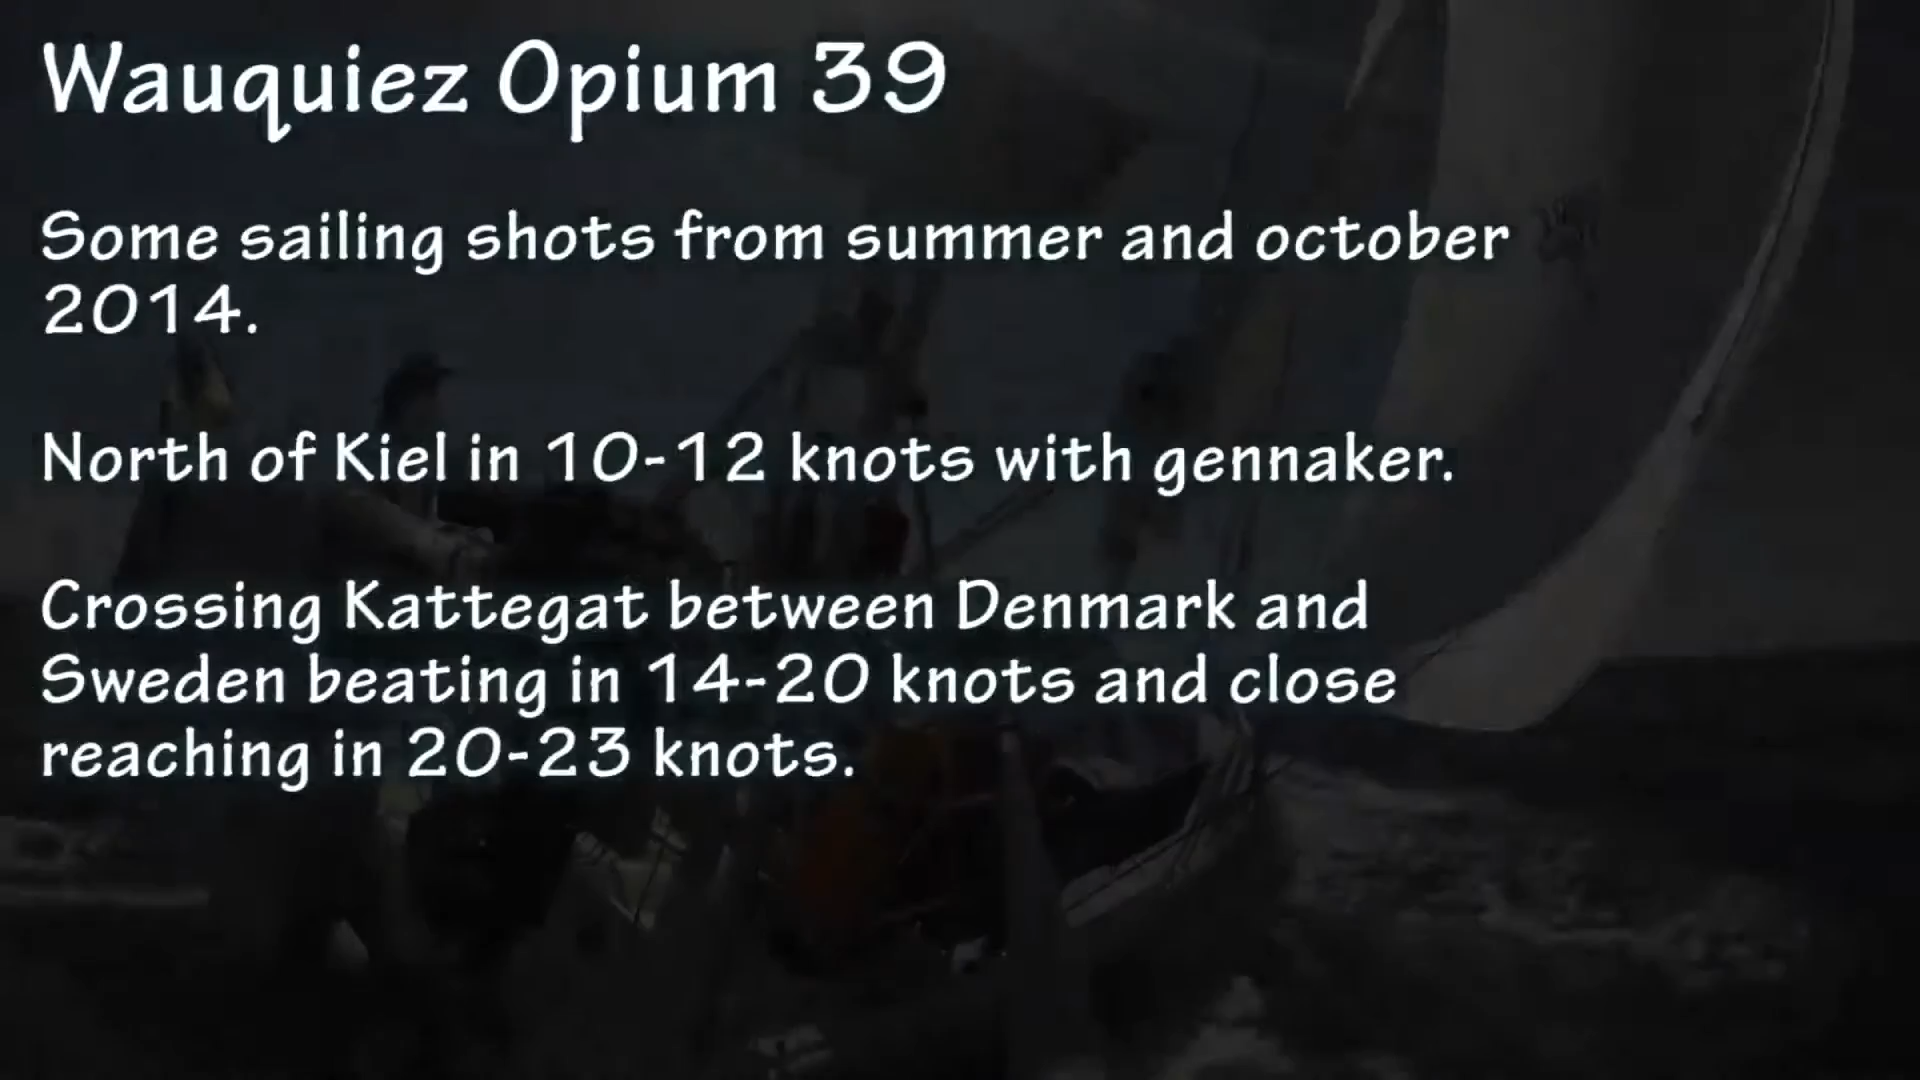 Wauquiez Opium 39
Some sailing shots from summer and october
2014.
North of Kiel in 10-12 knots with gennaker.
Crossing Kattegat between Denmark and
Sweden beating in 14-20 knots and close
reaching in 20-23 knots.